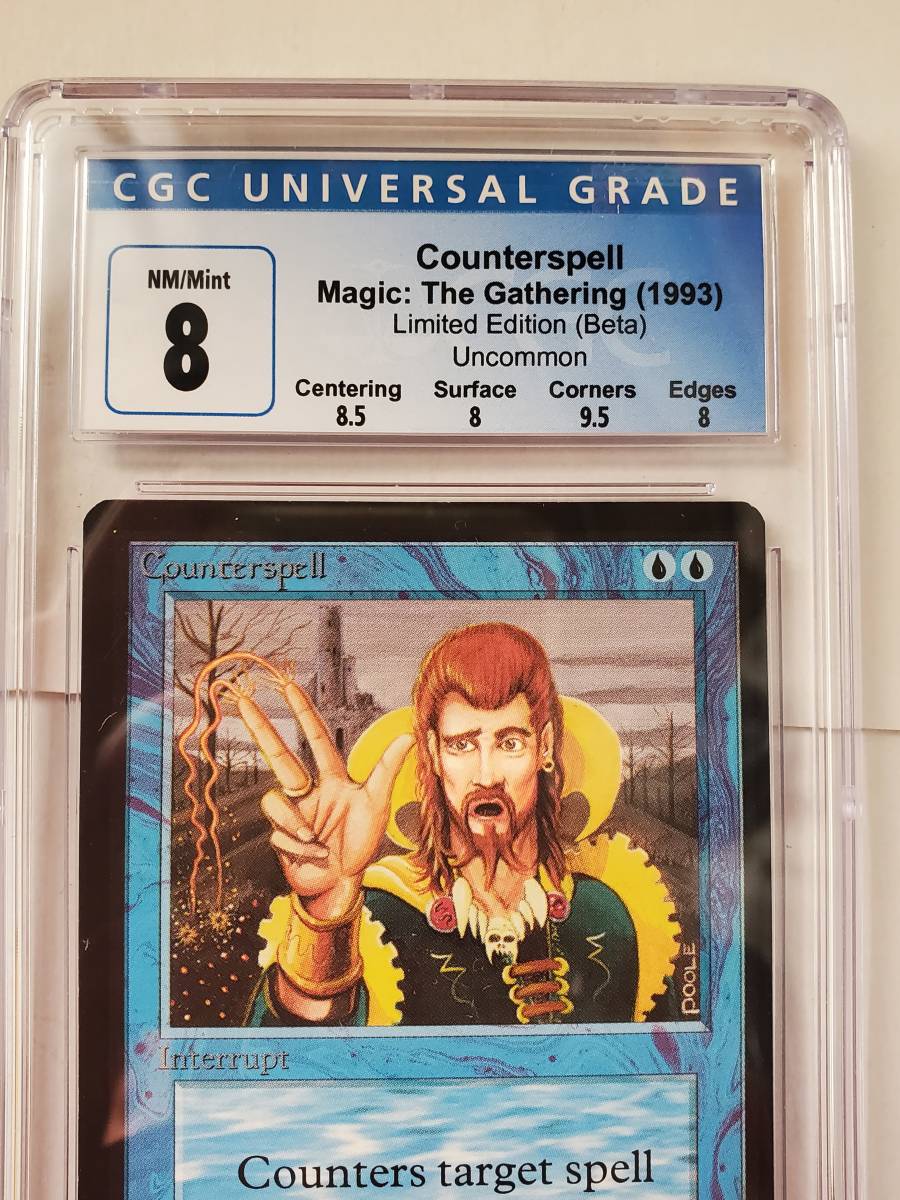 CGC UNIVERSAL GRADE
NM/Mint
8
Counterspell
Magic: The Gathering (1993)
Limited Edition (Beta)
Uncommon
Centering Surface Corners Edges
8.5 8 9.5 8
Counterspell
POOLE
Interrupt
Counters target spell